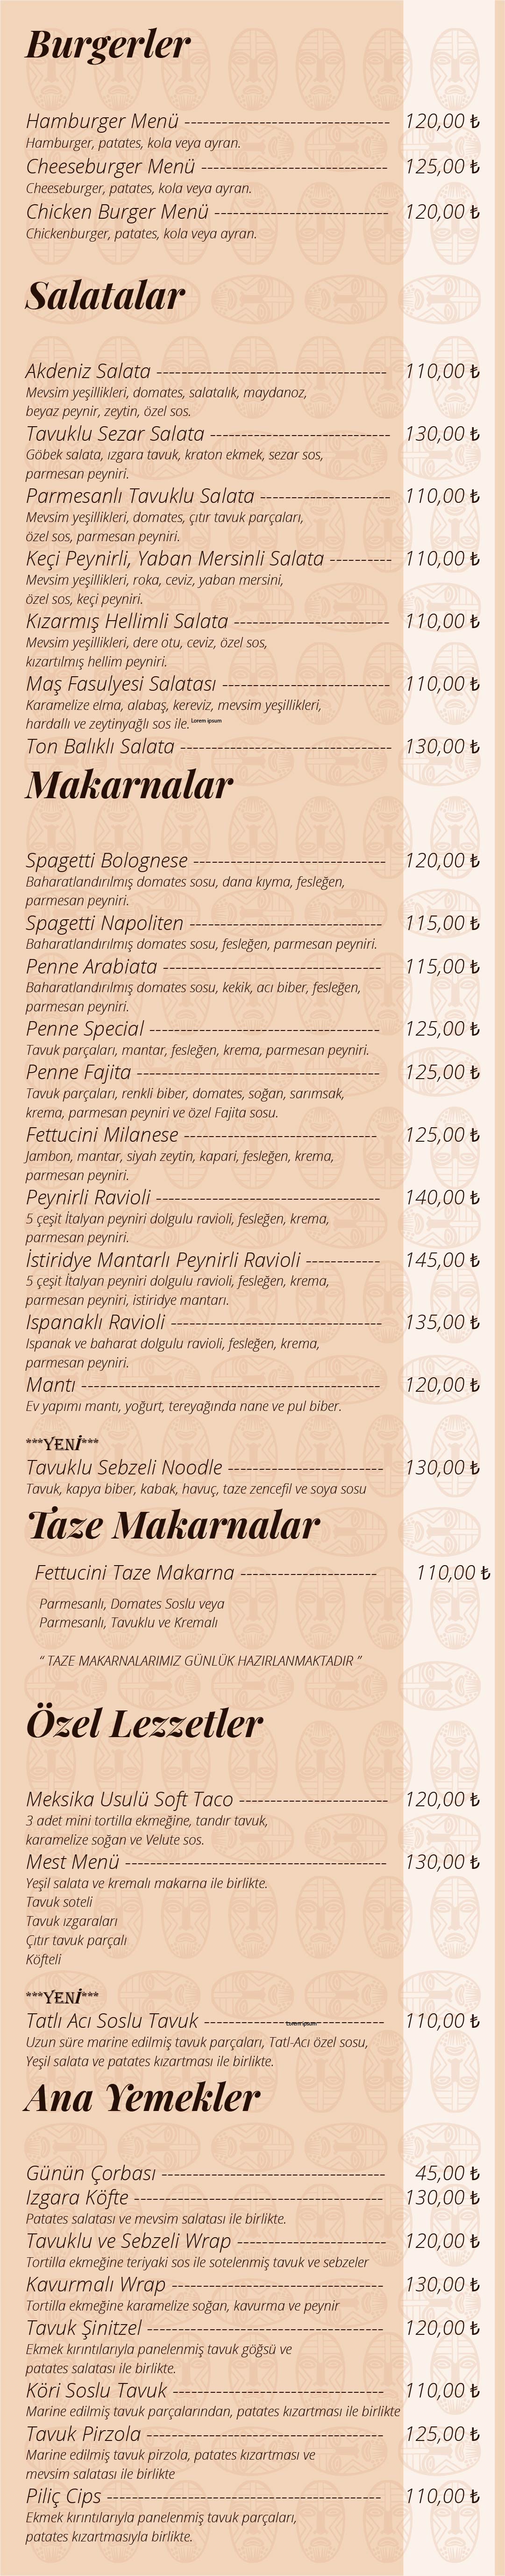 Burgerler
Hamburger Menü ------------------------------- 120,00 ₺
Hamburger, patates, kola veya ayran.
Cheeseburger Menü ---------------------------- 125,00 ₺
Cheeseburger, patates, kola veya ayran.
Chicken Burger Menü -------------------------- 120,00 ₺
Chickenburger, patates, kola veya ayran.
Salatalar
Akdeniz Salata ----------------------------------- 110,00 ₺
Mevsim yeşillikleri, domates, salatalık, maydanoz,
beyaz peynir, zeytin, özel sos.
Tavuklu Sezar Salata --------------------------- 130,00 ₺
Göbek salata, ızgara tavuk, kraton ekmek, sezar sos,
parmesan peyniri.
Parmesanlı Tavuklu Salata ------------------- 110,00 ₺
Mevsim yeşillikleri, domates, çıtır tavuk parçaları,
özel sos, parmesan peyniri.
Keçi Peynirli, Yaban Mersinli Salata ---------- 110,00 ₺
Mevsim yeşillikleri, roka, ceviz, yaban mersini,
özel sos, keçi peyniri.
Kızarmış Hellimli Salata ----------------------- 110,00 ₺
Mevsim yeşillikleri, dere otu, ceviz, özel sos,
kızartılmış hellim peyniri.
Maş Fasulyesi Salatası ------------------------- 110,00 ₺
Karamelize elma, alabaş, kereviz, mevsim yeşillikleri,
hardallı ve zeytinyağlı sos ile. Lorem ipsum
Ton Balıklı Salata -------------------------------- 130,00 ₺
Makarnalar
Spagetti Bolognese ----------------------------- 120,00 ₺
Baharatlandırılmış domates sosu, dana kıyma, fesleğen,
parmesan peyniri.
Spagetti Napoliten ----------------------------- 115,00 ₺
Baharatlandırılmış domates sosu, fesleğen, parmesan peyniri.
Penne Arabiata --------------------------------- 115,00 ₺
Baharatlandırılmış domates sosu, kekik, acı biber, fesleğen,
parmesan peyniri.
Penne Special ----------------------------------- 125,00 ₺
Tavuk parçaları, mantar, fesleğen, krema, parmesan peyniri.
Penne Fajita ------------------------------------- 125,00 ₺
Tavuk parçaları, renkli biber, domates, soğan, sarımsak,
krema, parmesan peyniri ve özel Fajita sosu.
Fettucini Milanese ----------------------------- 125,00 ₺
Jambon, mantar, siyah zeytin, kapari, fesleğen, krema,
parmesan peyniri.
Peynirli Ravioli ---------------------------------- 140,00 ₺
5 çeşit İtalyan peyniri dolgulu ravioli, fesleğen, krema,
parmesan peyniri.
İstiridye Mantarlı Peynirli Ravioli ----------- 145,00 ₺
5 çeşit İtalyan peyniri dolgulu ravioli, fesleğen, krema,
parmesan peyniri, istiridye mantarı.
Ispanaklı Ravioli -------------------------------- 135,00 ₺
Ispanak ve baharat dolgulu ravioli, fesleğen, krema,
parmesan peyniri.
Mantı --------------------------------------------- 120,00 ₺
Ev yapımı mantı, yoğurt, tereyağında nane ve pul biber.
***YENİ***
Tavuklu Sebzeli Noodle ----------------------- 130,00 ₺
Tavuk, kapya biber, kabak, havuç, taze zencefil ve soya sosu
Taze Makarnalar
Fettucini Taze Makarna --------------------- 110,00 ₺
Parmesanlı, Domates Soslu veya
Parmesanlı, Tavuklu ve Kremalı
“ TAZE MAKARNALARIMIZ GÜNLÜK HAZIRLANMAKTADIR ”
Özel Lezzetler
Meksika Usulü Soft Taco ---------------------- 120,00 ₺
3 adet mini tortilla ekmeğine, tandır tavuk,
karamelize soğan ve Velute sos.
Mest Menü --------------------------------------- 130,00 ₺
Yeşil salata ve kremalı makarna ile birlikte.
Tavuk soteli
Tavuk ızgaraları
Çıtır tavuk parçalı
Köfteli
***YENİ***
Tatlı Acı Soslu Tavuk ------------Lorem ipsum----------- 110,00 ₺
Uzun süre marine edilmiş tavuk parçaları, Tatl-Acı özel sosu,
Yeşil salata ve patates kızartması ile birlikte.
Ana Yemekler
Günün Çorbası ---------------------------------- 45,00 ₺
Izgara Köfte -------------------------------------- 130,00 ₺
Patates salatası ve mevsim salatası ile birlikte.
Tavuklu ve Sebzeli Wrap ---------------------- 120,00 ₺
Tortilla ekmeğine teriyaki sos ile sotelenmiş tavuk ve sebzeler
Kavurmalı Wrap -------------------------------- 130,00 ₺
Tortilla ekmeğine karamelize soğan, kavurma ve peynir
Tavuk Şinitzel ------------------------------------ 120,00 ₺
Ekmek kırıntılarıyla panelenmiş tavuk göğsü ve
patates salatası ile birlikte.
Köri Soslu Tavuk -------------------------------- 110,00 ₺
Marine edilmiş tavuk parçalarından, patates kızartması ile birlikte
Tavuk Pirzola ------------------------------------ 125,00 ₺
Marine edilmiş tavuk pirzola, patates kızartması ve
mevsim salatası ile birlikte
Piliç Cips ----------------------------------------- 110,00 ₺
Ekmek kırıntılarıyla panelenmiş tavuk parçaları,
patates kızartmasıyla birlikte.